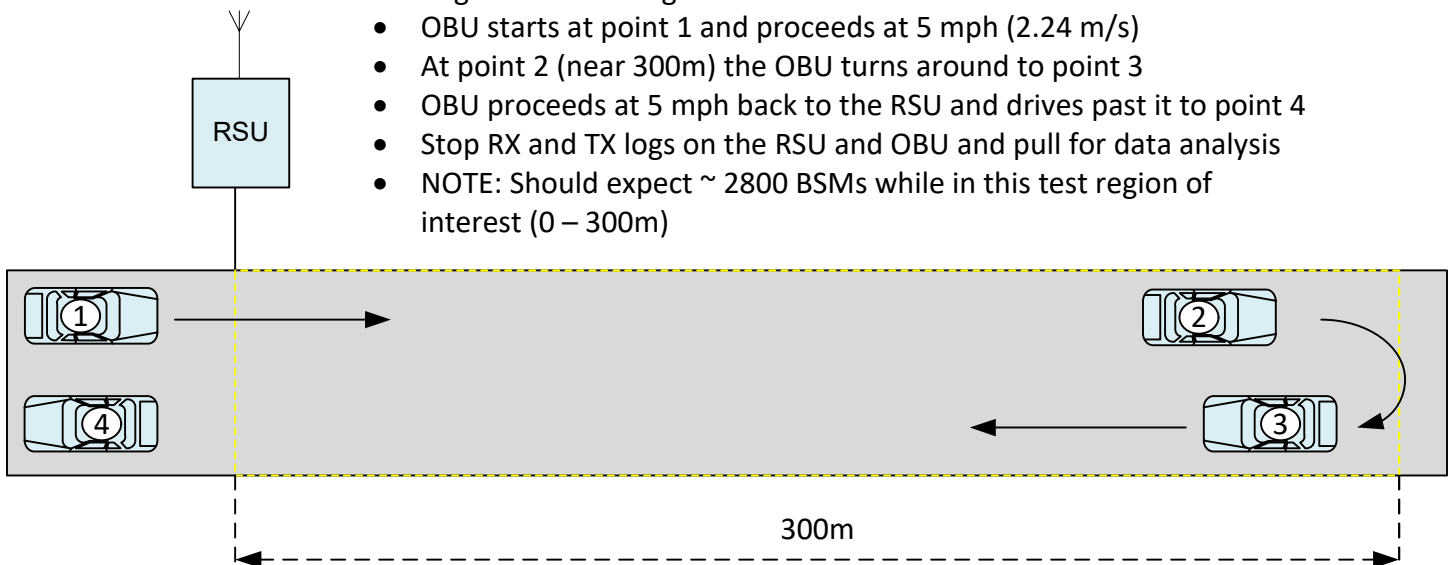 • OBU starts at point 1 and proceeds at 5 mph (2.24 m/s)
• At point 2 (near 300m) the OBU turns around to point 3
RSU
• OBU proceeds at 5 mph back to the RSU and drives past it to point 4
• Stop RX and TX logs on the RSU and OBU and pull for data analysis
• NOTE: Should expect ~ 2800 BSMs while in this test region of
interest (0 – 300m)
1
2
4
3
300m